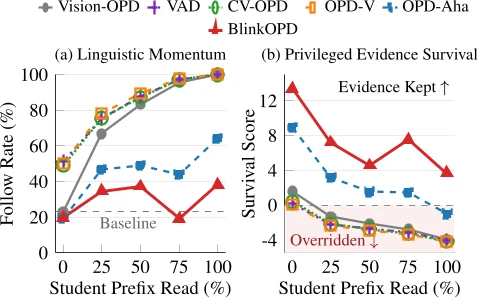 Vision-OPD VAD CV-OPD OPD-V OPD-Aha
BlinkOPD
(a) Linguistic Momentum
Follow Rate (%)
100
80
60
40
20
0
Baseline
0 25 50 75 100
Student Prefix Read (%)
(b) Privileged Evidence Survival
Survival Score
12
8
4
0
-4
Evidence Kept ↑
Overridden ↓
0 25 50 75 100
Student Prefix Read (%)